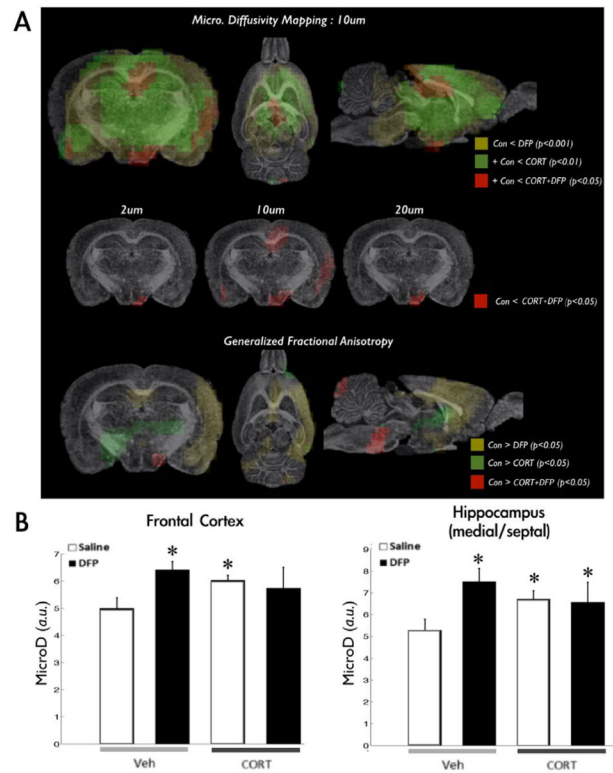 A
Micro. Diffusivity Mapping : 10um
Con < DFP (p<0.001)
+ Con < CORT (p<0.01)
+ Con < CORT+DFP (p<0.05)
2um 10um 20um
Con < CORT+DFP (p<0.05)
Generalized Fractional Anisotropy
Con > DFP (p<0.05)
Con > CORT (p<0.05)
Con > CORT+DFP (p<0.05)
B
Frontal Cortex
Saline
DFP
MicroD (a.u.)
7
6
5
4
3
2
1
0
* *
Veh CORT
Hippocampus
(medial/septal)
Saline
DFP
MicroD (a.u.)
9
8
7
6
5
4
3
2
1
0
* * *
Veh CORT